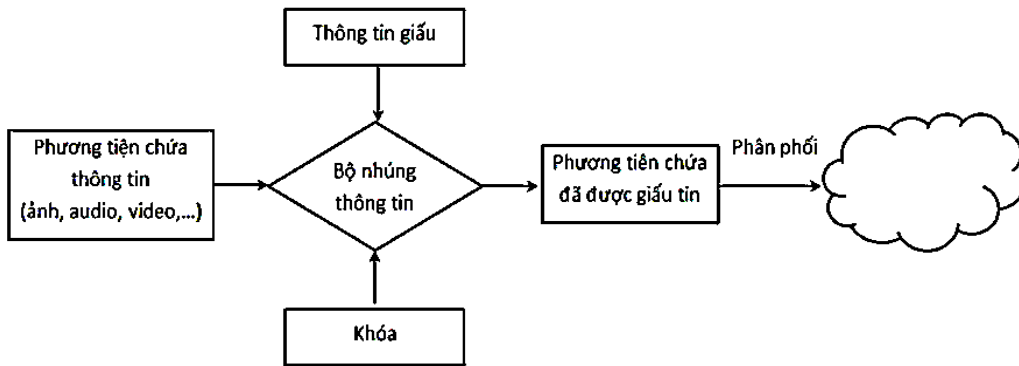 Thông tin giấu
Phương tiện chứa
thông tin
(ảnh, audio, video,...)
Bộ nhúng
thông tin
Phương tiên chứa
đã được giấu tin
Phân phối
Khóa